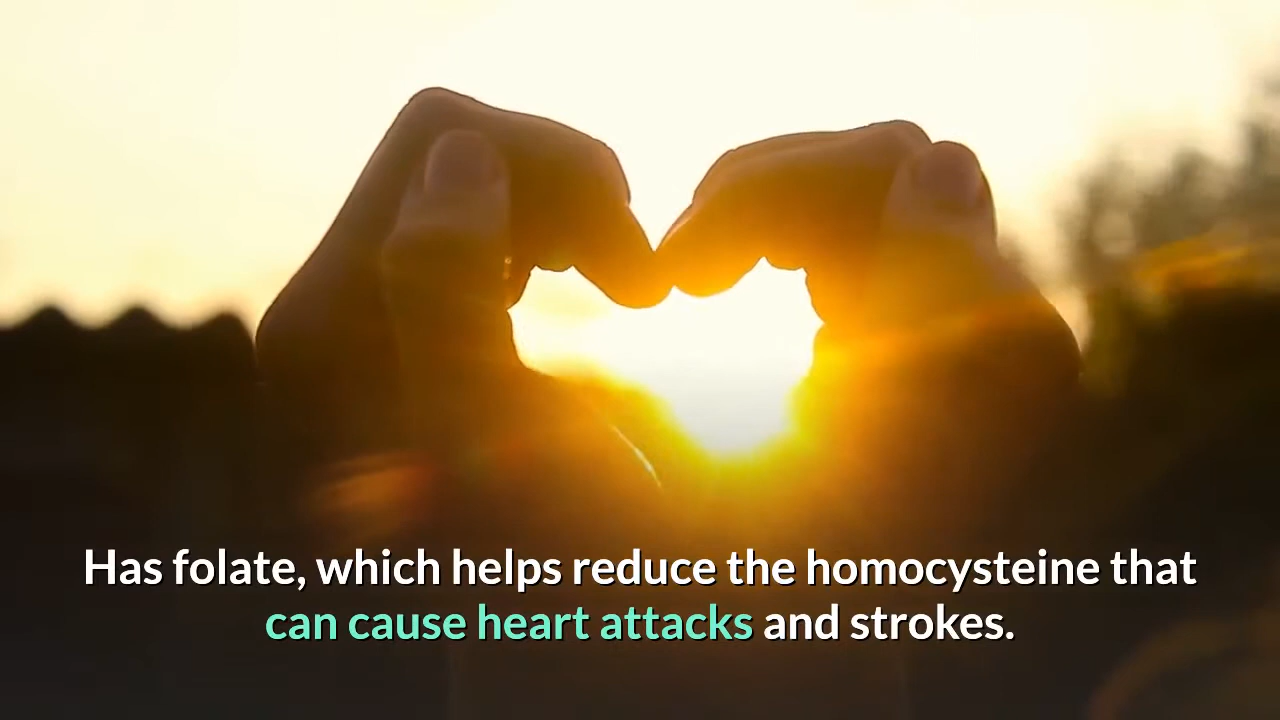 Has folate, which helps reduce the homocysteine that
can cause heart attacks and strokes.